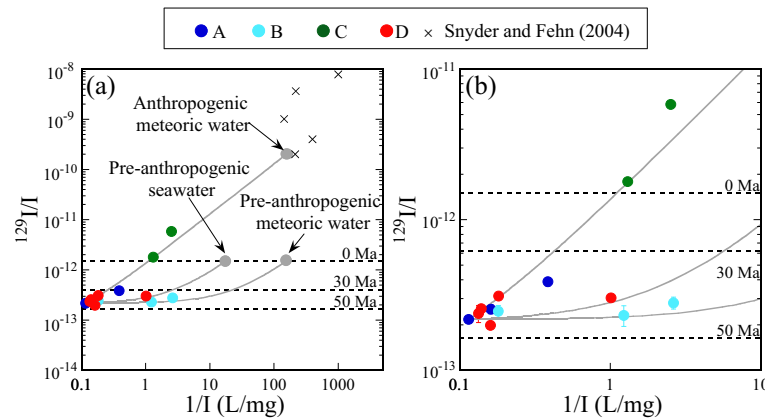 A B C D × Snyder and Fehn (2004)
(a)
10⁻⁸
10⁻⁹
10⁻¹⁰
10⁻¹¹
10⁻¹²
10⁻¹³
10⁻¹⁴
¹²⁹I/I
Anthropogenic
meteoric water
Pre-anthropogenic
seawater
Pre-anthropogenic
meteoric water
0 Ma
30 Ma
50 Ma
0.1 1 10 100 1000
1/I (L/mg)
(b)
10⁻¹¹
10⁻¹²
10⁻¹³
¹²⁹I/I
0 Ma
30 Ma
50 Ma
0.1 1 10
1/I (L/mg)